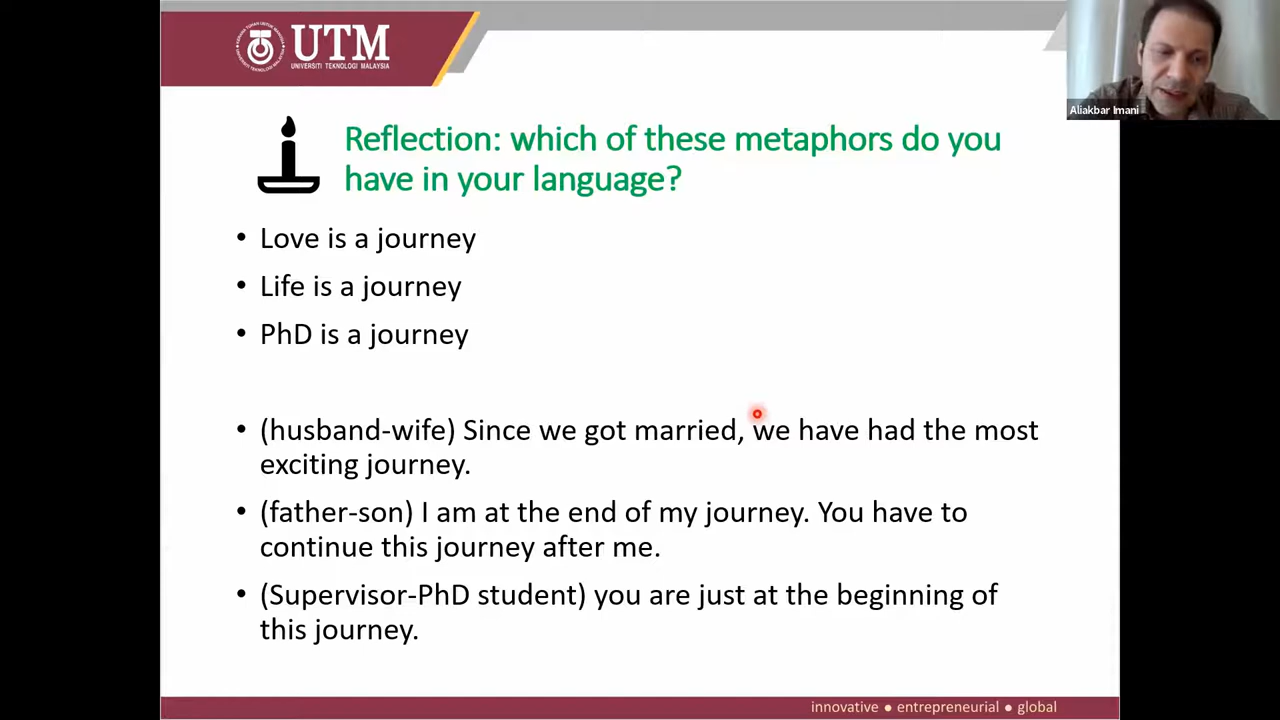 UTM
UNIVERSITI TEKNOLOGI MALAYSIA
Aliakbar Imani
Reflection: which of these metaphors do you
have in your language?
• Love is a journey
• Life is a journey
• PhD is a journey
• (husband-wife) Since we got married, we have had the most
exciting journey.
• (father-son) I am at the end of my journey. You have to
continue this journey after me.
• (Supervisor-PhD student) you are just at the beginning of
this journey.
innovative ● entrepreneurial ● global